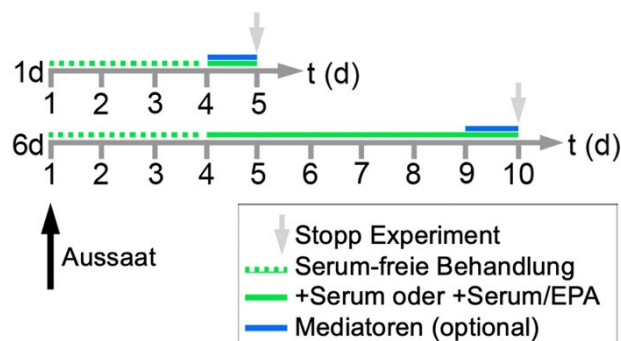 1d t (d)
1 2 3 4 5
6d t (d)
1 2 3 4 5 6 7 8 9 10
Aussaat
Stopp Experiment
Serum-freie Behandlung
+Serum oder +Serum/EPA
Mediatoren (optional)